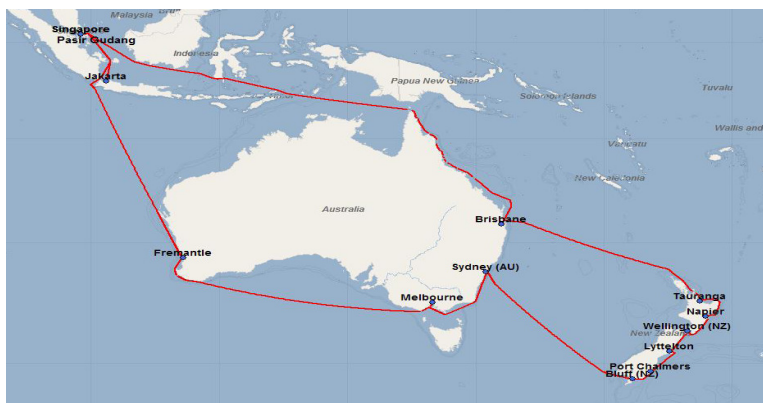 Malaysia
Singapore
Pasir Gudang
Indonesia
Jakarta
Papua New Guinea
Solomon Islands
Tuvalu
Wallis and
Vanuatu
New Caledonia
Australia
Brisbane
Fremantle
Sydney (AU)
Melbourne
Tauranga
Napier
Wellington (NZ)
New Zealand
Lyttelton
Port Chalmers
Bluff (NZ)